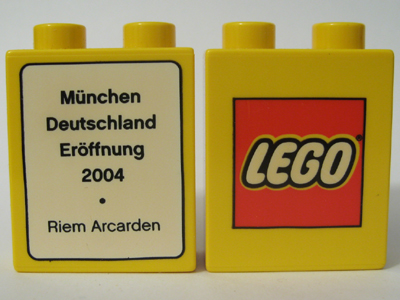 München
Deutschland
Eröffnung
2004
•
Riem Arcarden
LEGO®